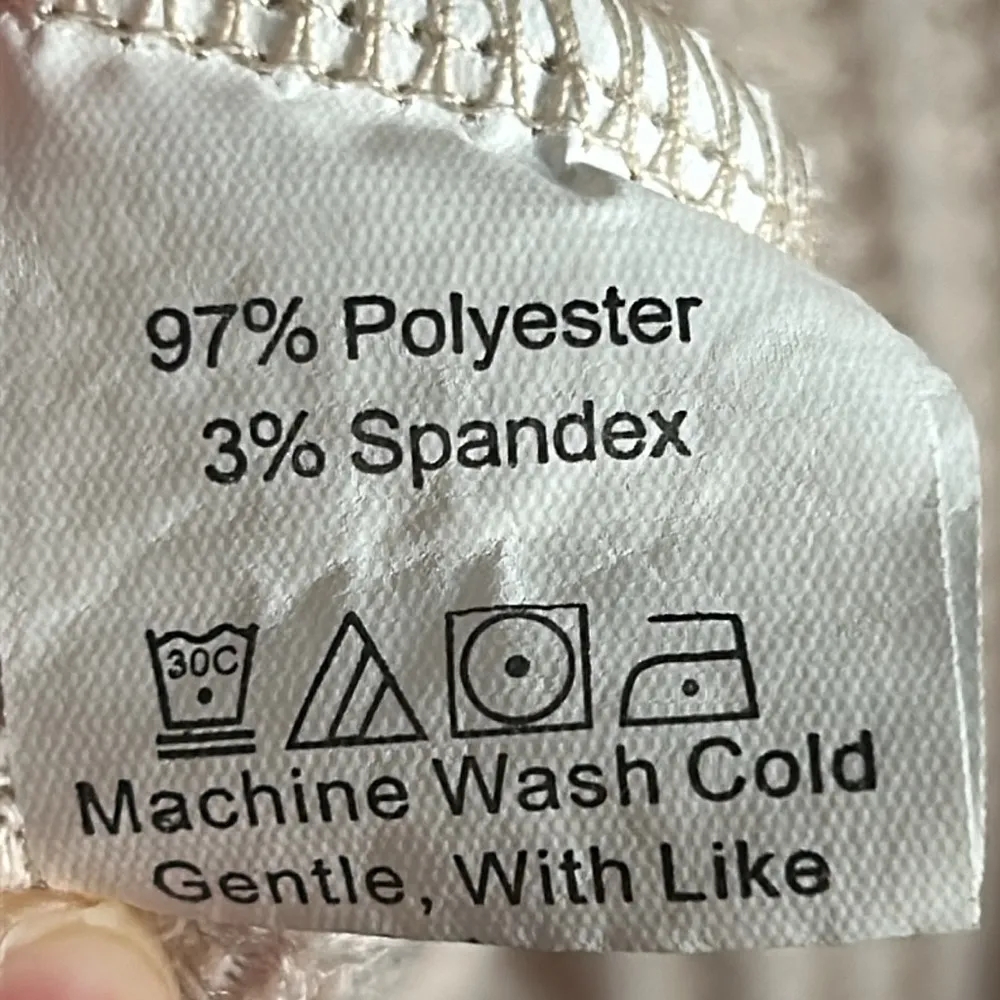 97% Polyester
3% Spandex
30C
Machine Wash Cold
Gentle, With Like